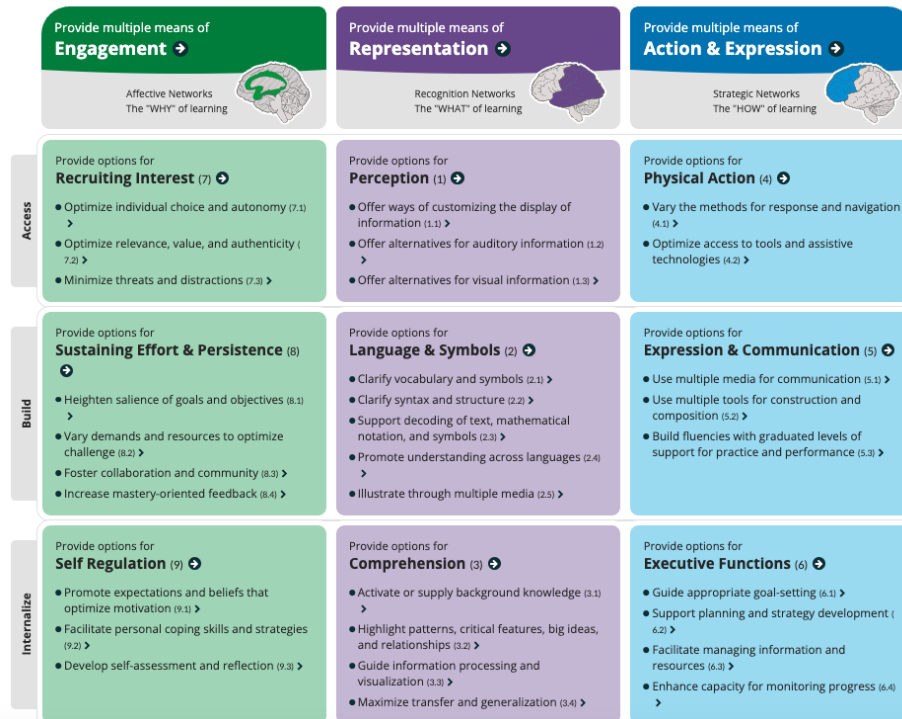 Provide multiple means of
Engagement
Affective Networks
The "WHY" of learning
Provide multiple means of
Representation
Recognition Networks
The "WHAT" of learning
Provide multiple means of
Action & Expression
Strategic Networks
The "HOW" of learning
Access
Provide options for
Recruiting Interest (7)
Optimize individual choice and autonomy (7.1)
Optimize relevance, value, and authenticity (
7.2)
Minimize threats and distractions (7.3)
Provide options for
Perception (1)
Offer ways of customizing the display of
information (1.1)
Offer alternatives for auditory information (1.2)
Offer alternatives for visual information (1.3)
Provide options for
Physical Action (4)
Vary the methods for response and navigation
(4.1)
Optimize access to tools and assistive
technologies (4.2)
Build
Provide options for
Sustaining Effort & Persistence (8)
Heighten salience of goals and objectives (8.1)
Vary demands and resources to optimize
challenge (8.2)
Foster collaboration and community (8.3)
Increase mastery-oriented feedback (8.4)
Provide options for
Language & Symbols (2)
Clarify vocabulary and symbols (2.1)
Clarify syntax and structure (2.2)
Support decoding of text, mathematical
notation, and symbols (2.3)
Promote understanding across languages (2.4)
Illustrate through multiple media (2.5)
Provide options for
Expression & Communication (5)
Use multiple media for communication (5.1)
Use multiple tools for construction and
composition (5.2)
Build fluencies with graduated levels of
support for practice and performance (5.3)
Internalize
Provide options for
Self Regulation (9)
Promote expectations and beliefs that
optimize motivation (9.1)
Facilitate personal coping skills and strategies
(9.2)
Develop self-assessment and reflection (9.3)
Provide options for
Comprehension (3)
Activate or supply background knowledge (3.1)
Highlight patterns, critical features, big ideas,
and relationships (3.2)
Guide information processing and
visualization (3.3)
Maximize transfer and generalization (3.4)
Provide options for
Executive Functions (6)
Guide appropriate goal-setting (6.1)
Support planning and strategy development (
6.2)
Facilitate managing information and
resources (6.3)
Enhance capacity for monitoring progress (6.4)